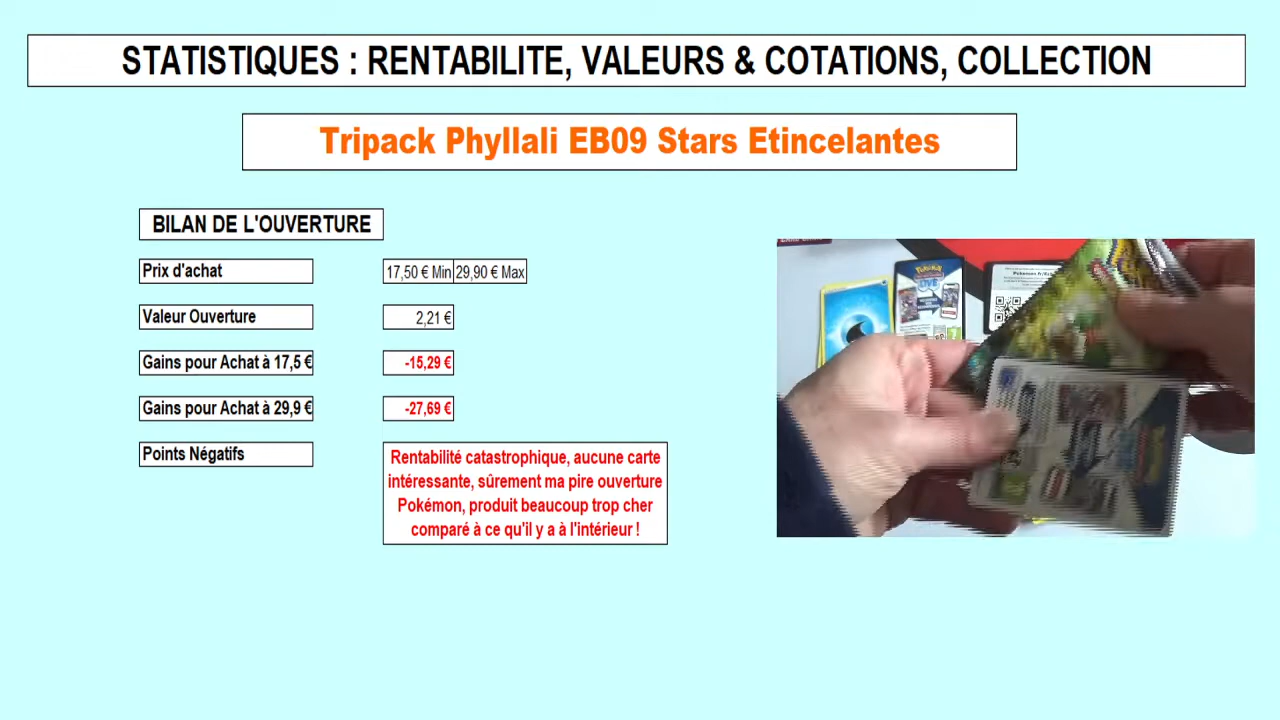 STATISTIQUES : RENTABILITE, VALEURS & COTATIONS, COLLECTION
Tripack Phyllali EB09 Stars Etincelantes
BILAN DE L'OUVERTURE
Prix d'achat 17,50 € Min 29,90 € Max
Valeur Ouverture 2,21 €
Gains pour Achat à 17,5 € -15,29 €
Gains pour Achat à 29,9 € -27,69 €
Points Négatifs
Rentabilité catastrophique, aucune carte
intéressante, sûrement ma pire ouverture
Pokémon, produit beaucoup trop cher
comparé à ce qu'il y a à l'intérieur !
Pokémon
LIVE